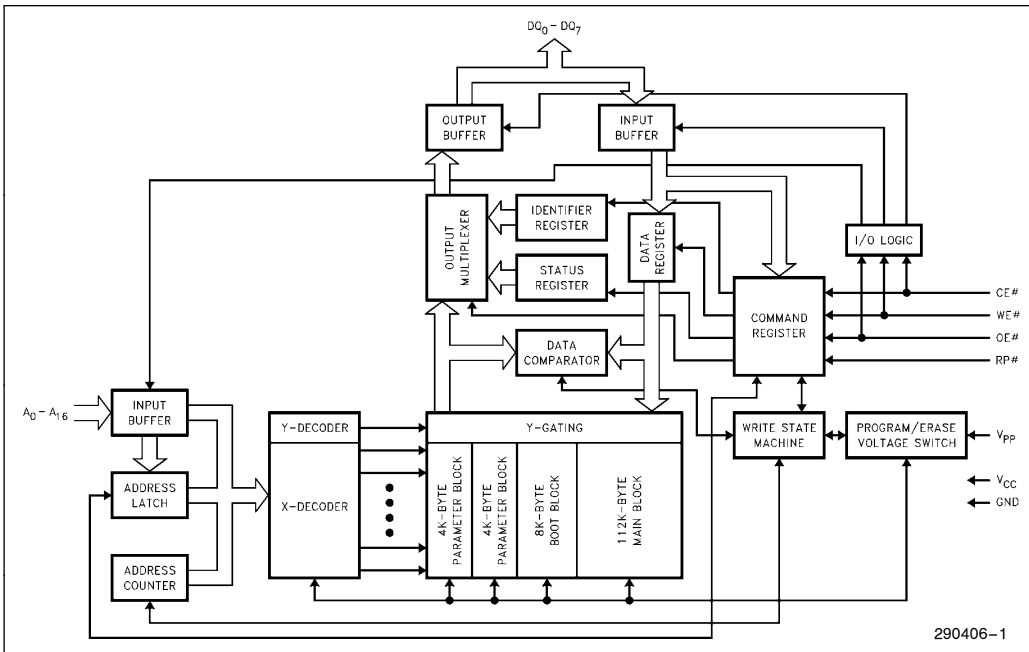 DQ0 – DQ7
OUTPUT
BUFFER
INPUT
BUFFER
OUTPUT
MULTIPLEXER
IDENTIFIER
REGISTER
DATA
REGISTER
I/O LOGIC
STATUS
REGISTER
COMMAND
REGISTER
CE#
WE#
OE#
RP#
DATA
COMPARATOR
A0 – A16
INPUT
BUFFER
Y-DECODER
Y-GATING
WRITE STATE
MACHINE
PROGRAM/ERASE
VOLTAGE SWITCH
VPP
ADDRESS
LATCH
X-DECODER
4K-BYTE
PARAMETER BLOCK
4K-BYTE
PARAMETER BLOCK
8K-BYTE
BOOT BLOCK
112K-BYTE
MAIN BLOCK
VCC
GND
ADDRESS
COUNTER
290406–1